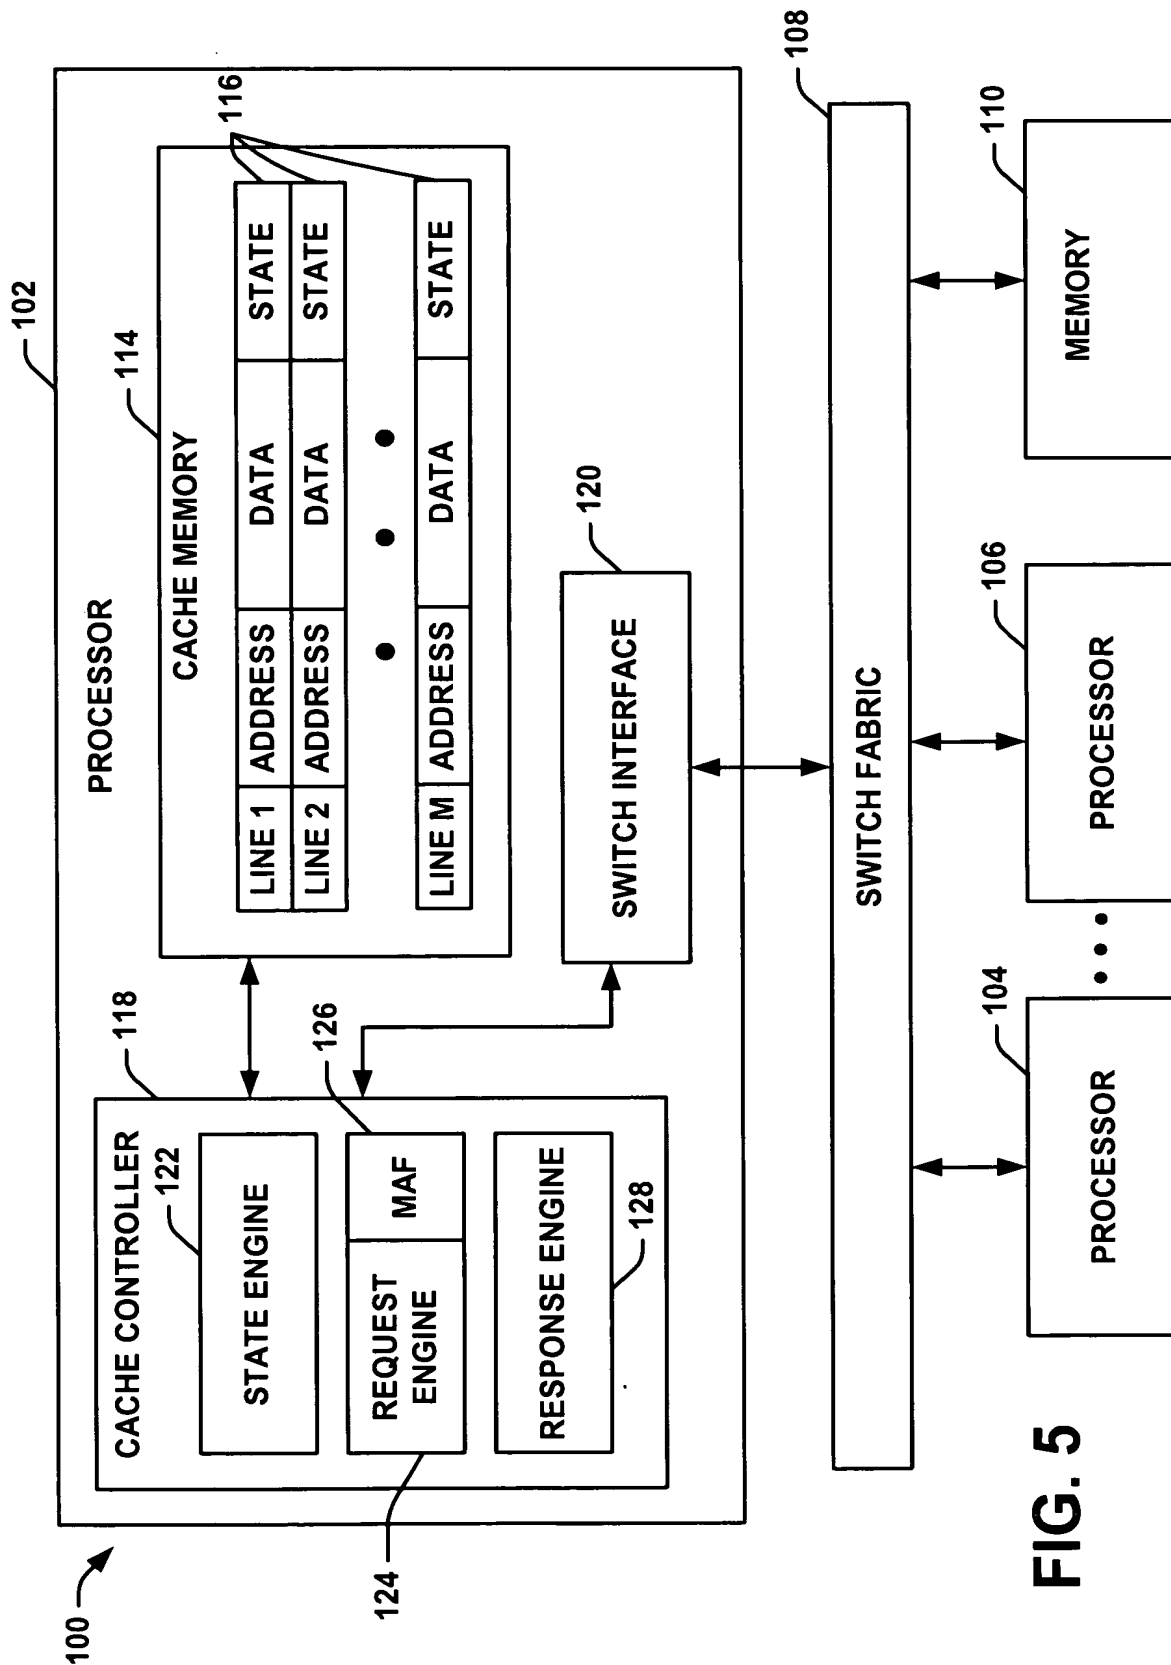 100
102
PROCESSOR
118
CACHE CONTROLLER
122
STATE ENGINE
126
REQUEST
ENGINE
MAF
124
RESPONSE ENGINE
128
114
CACHE MEMORY
116
LINE 1 ADDRESS DATA STATE
LINE 2 ADDRESS DATA STATE
LINE M ADDRESS DATA STATE
120
SWITCH INTERFACE
108
SWITCH FABRIC
104
PROCESSOR
106
PROCESSOR
110
MEMORY
FIG. 5